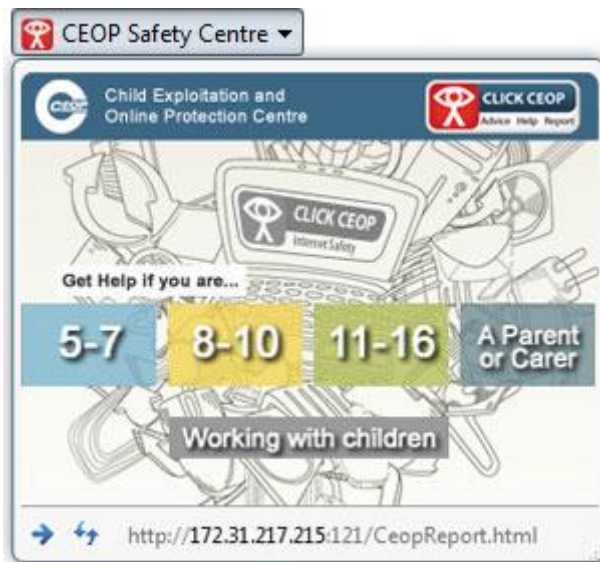 CEOP Safety Centre
CEOP
Child Exploitation and
Online Protection Centre
CLICK CEOP
Advice Help Report
CLICK CEOP
Internet Safety
Get Help if you are...
5-7
8-10
11-16
A Parent
or Carer
Working with children
http://172.31.217.215:121/CeopReport.html